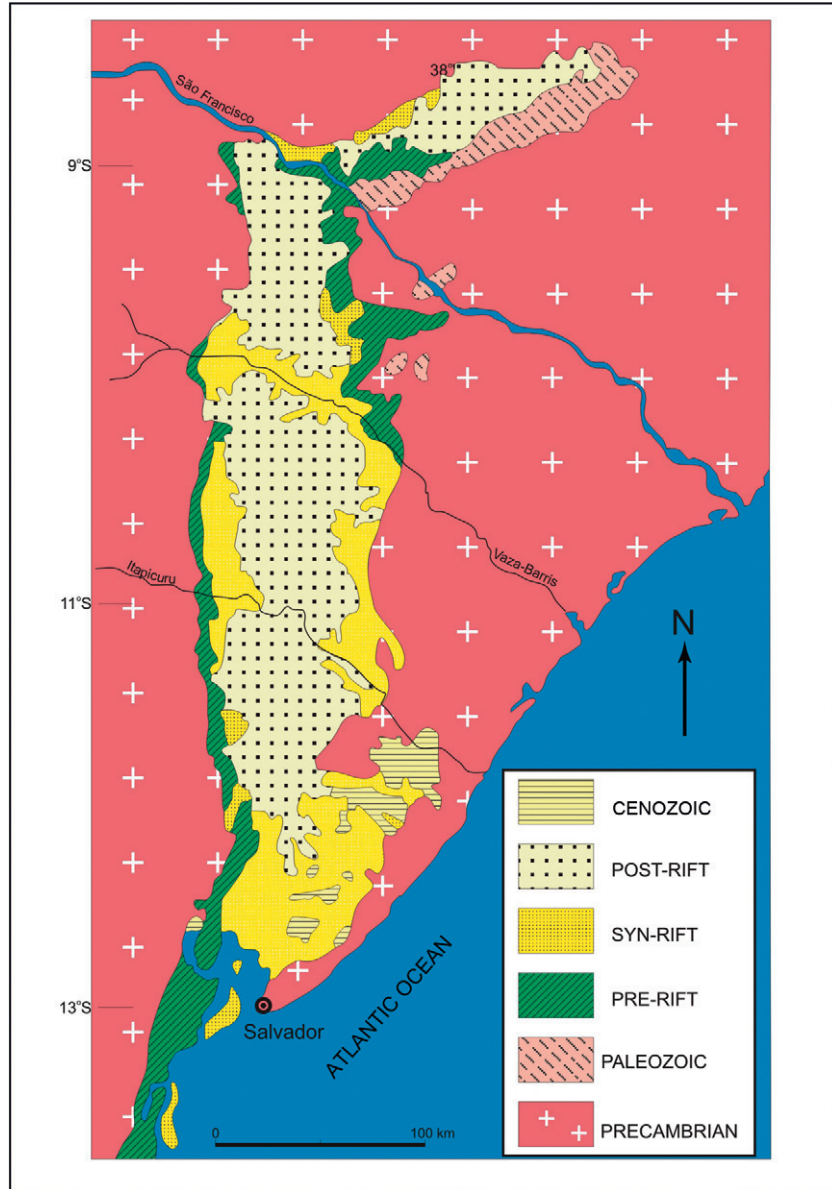 38°
São Francisco
9°S
Vaza-Barris
Itapicuru
11°S
N
CENOZOIC
POST-RIFT
SYN-RIFT
PRE-RIFT
PALEOZOIC
PRECAMBRIAN
ATLANTIC OCEAN
13°S
Salvador
0 100 km